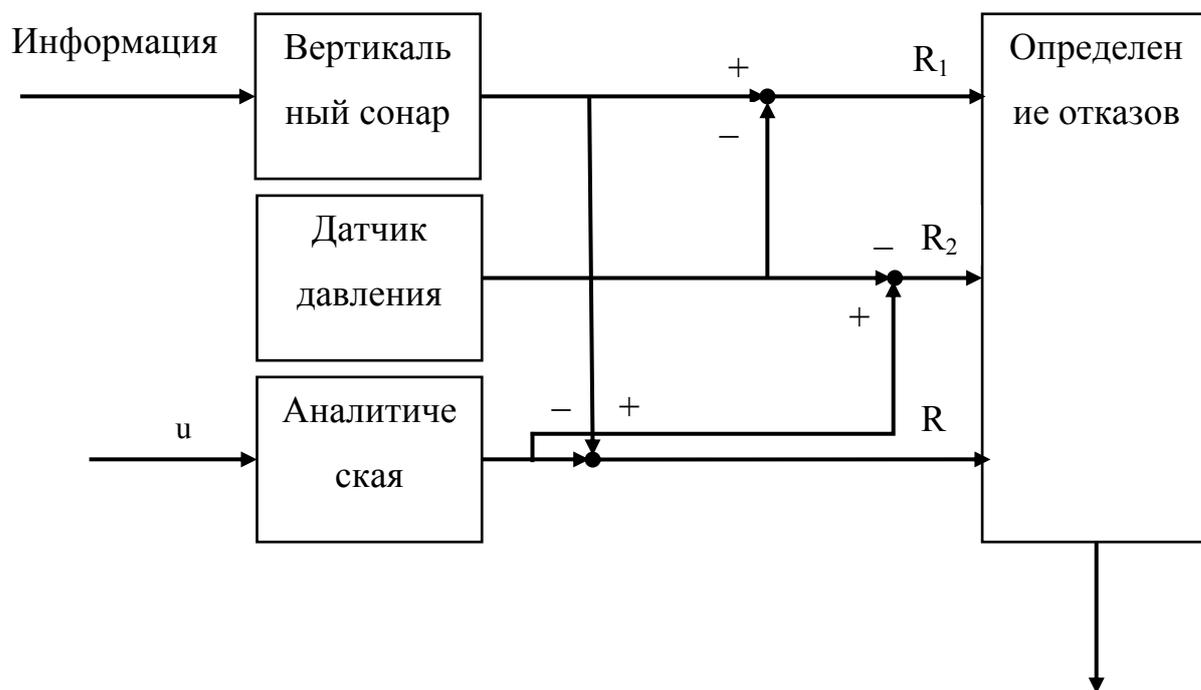 Информация
Вертикаль
ный сонар
+
–
R1
Определен
ие отказов
Датчик
давления
–
+
R2
u
Аналитиче
ская
–
+
R